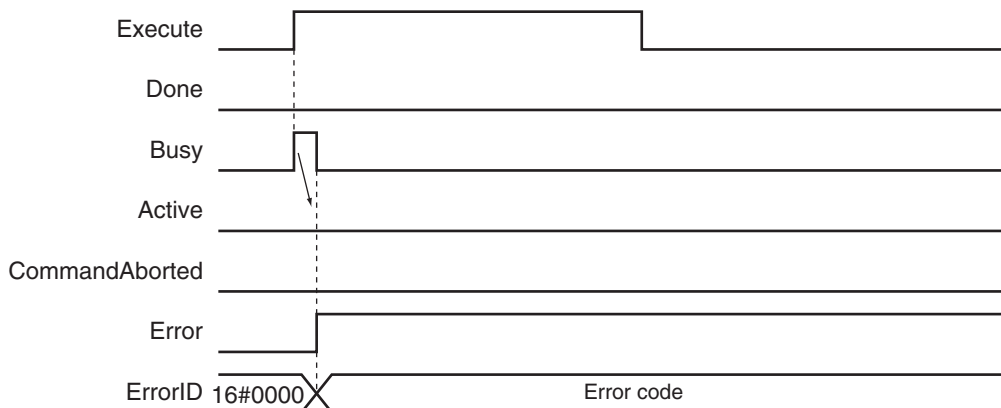 Execute
Done
Busy
Active
CommandAborted
Error
ErrorID 16#0000 Error code